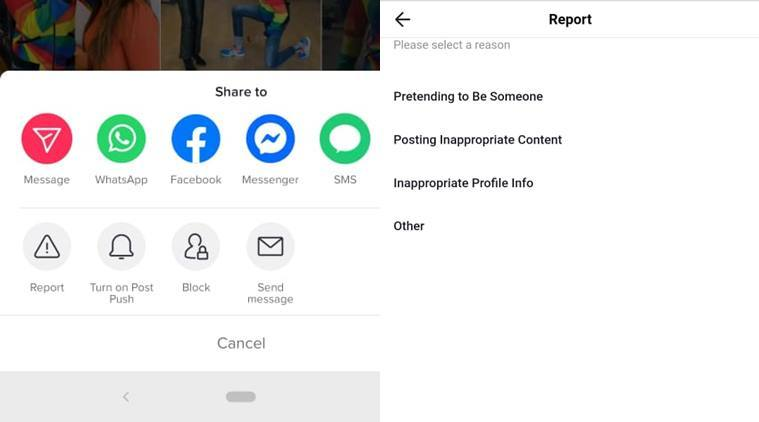 Share to
Message WhatsApp Facebook Messenger SMS
Report Turn on Post Push Block Send message
Cancel
Report
Please select a reason
Pretending to Be Someone
Posting Inappropriate Content
Inappropriate Profile Info
Other